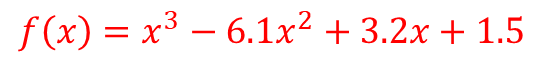 f(x) = x³ − 6.1x² + 3.2x + 1.5